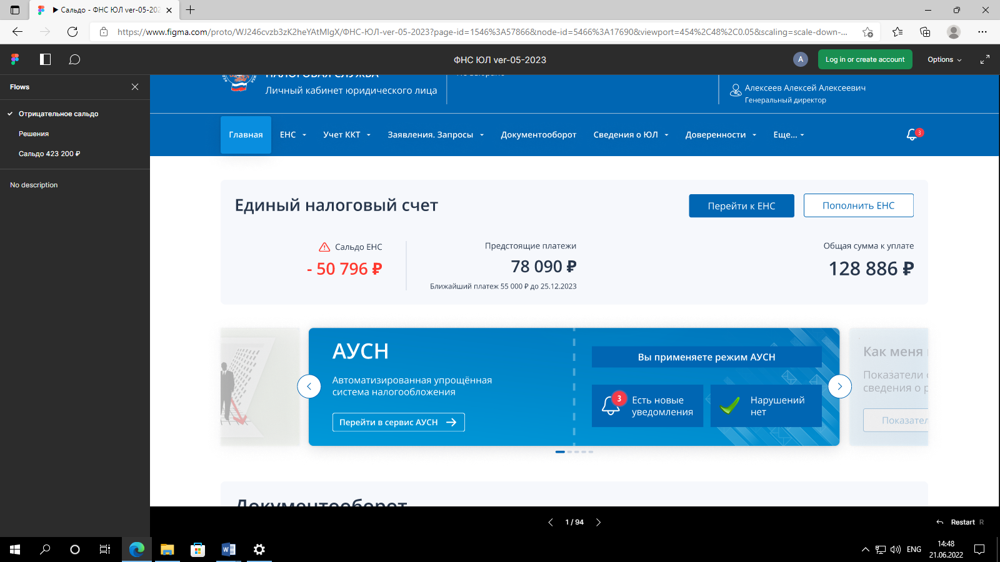 Сальдо - ФНС ЮЛ ver-05-202
https://www.figma.com/proto/WJ246cvzb3zK2heYAtMIgX/ФНС-ЮЛ-ver-05-2023?page-id=1546%3A57866&node-id=5466%3A17690&viewport=454%2C48%2C0.05&scaling=scale-down-...
ФНС ЮЛ ver-05-2023
A
Log in or create account
Options
Flows
Отрицательное сальдо
Решения
Сальдо 423 200 ₽
No description
НАЛОГОВАЯ СЛУЖБА
Личный кабинет юридического лица
Не выбрано
Алексеев Алексей Алексеевич
Генеральный директор
Главная
ЕНС
Учет ККТ
Заявления. Запросы
Документооборот
Сведения о ЮЛ
Доверенности
Еще...
3
Единый налоговый счет
Перейти к ЕНС
Пополнить ЕНС
Сальдо ЕНС
- 50 796 ₽
Предстоящие платежи
78 090 ₽
Ближайший платеж 55 000 ₽ до 25.12.2023
Общая сумма к уплате
128 886 ₽
АУСН
Автоматизированная упрощённая
система налогообложения
Перейти в сервис АУСН
Вы применяете режим АУСН
3
Есть новые
уведомления
Нарушений
нет
Как меня
Показатели
сведения о р
Показател
Документооборот
1 / 94
Restart R
ENG
14:48
21.06.2022